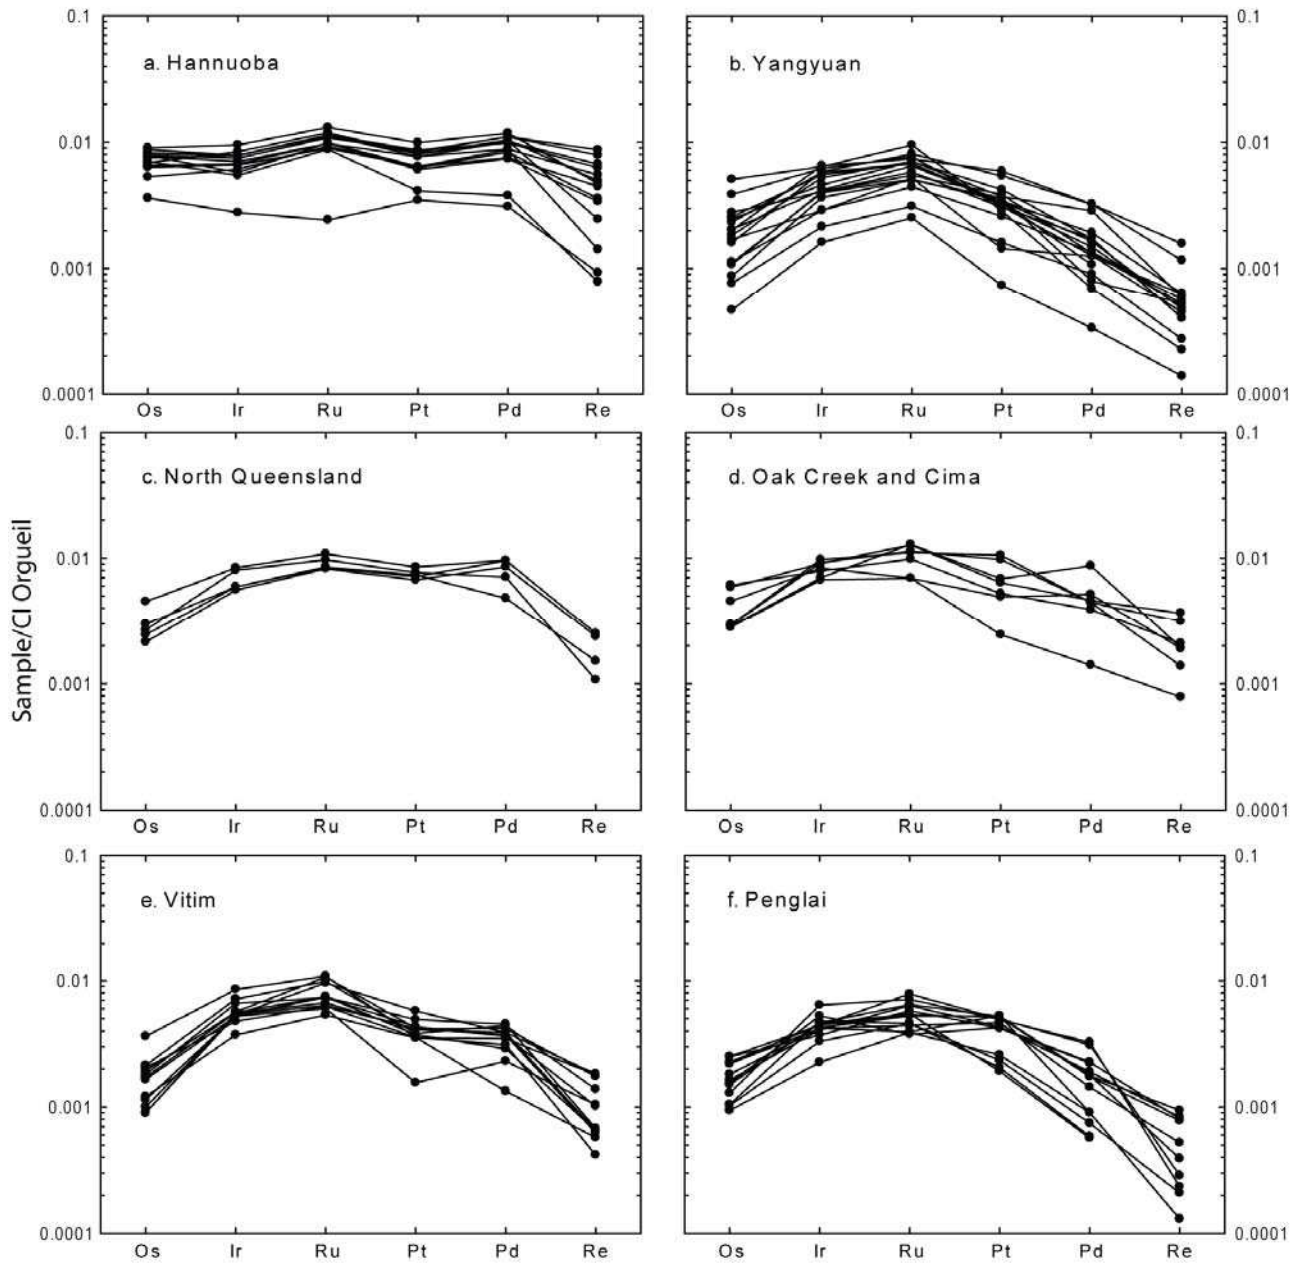 0.1 0.1
a. Hannuoba b. Yangyuan
0.01 0.01
0.001 0.001
0.0001 0.0001
Os Ir Ru Pt Pd Re Os Ir Ru Pt Pd Re
0.1 0.1
c. North Queensland d. Oak Creek and Cima
0.01 0.01
Sample/CI Orgueil
0.001 0.001
0.0001 0.0001
Os Ir Ru Pt Pd Re Os Ir Ru Pt Pd Re
0.1 0.1
e. Vitim f. Penglai
0.01 0.01
0.001 0.001
0.0001 0.0001
Os Ir Ru Pt Pd Re Os Ir Ru Pt Pd Re